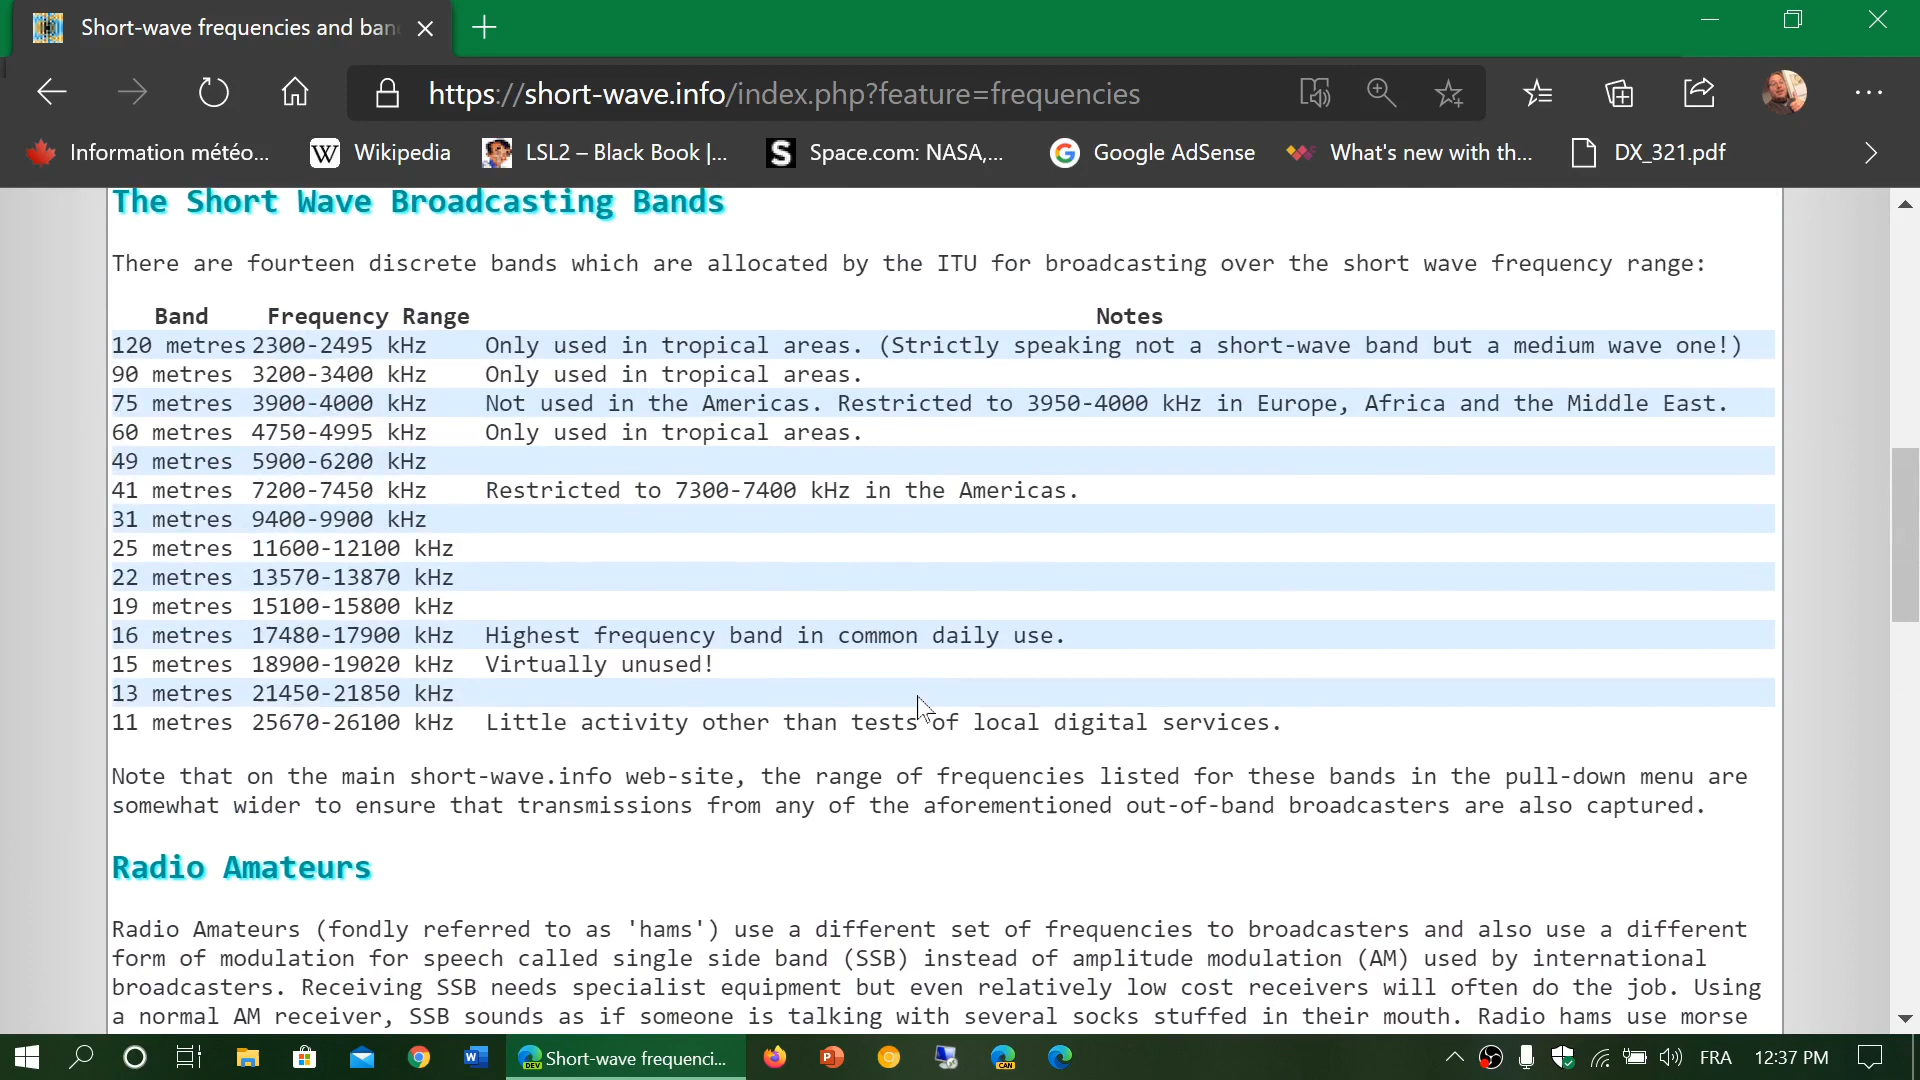 Short-wave frequencies and ban
https://short-wave.info/index.php?feature=frequencies
Information météo...
Wikipedia
LSL2 – Black Book |...
Space.com: NASA,...
Google AdSense
What's new with th...
DX_321.pdf
The Short Wave Broadcasting Bands
There are fourteen discrete bands which are allocated by the ITU for broadcasting over the short wave frequency range:
Band Frequency Range Notes
120 metres 2300-2495 kHz Only used in tropical areas. (Strictly speaking not a short-wave band but a medium wave one!)
90 metres 3200-3400 kHz Only used in tropical areas.
75 metres 3900-4000 kHz Not used in the Americas. Restricted to 3950-4000 kHz in Europe, Africa and the Middle East.
60 metres 4750-4995 kHz Only used in tropical areas.
49 metres 5900-6200 kHz
41 metres 7200-7450 kHz Restricted to 7300-7400 kHz in the Americas.
31 metres 9400-9900 kHz
25 metres 11600-12100 kHz
22 metres 13570-13870 kHz
19 metres 15100-15800 kHz
16 metres 17480-17900 kHz Highest frequency band in common daily use.
15 metres 18900-19020 kHz Virtually unused!
13 metres 21450-21850 kHz
11 metres 25670-26100 kHz Little activity other than tests of local digital services.
Note that on the main short-wave.info web-site, the range of frequencies listed for these bands in the pull-down menu are
somewhat wider to ensure that transmissions from any of the aforementioned out-of-band broadcasters are also captured.
Radio Amateurs
Radio Amateurs (fondly referred to as 'hams') use a different set of frequencies to broadcasters and also use a different
form of modulation for speech called single side band (SSB) instead of amplitude modulation (AM) used by international
broadcasters. Receiving SSB needs specialist equipment but even relatively low cost receivers will often do the job. Using
a normal AM receiver, SSB sounds as if someone is talking with several socks stuffed in their mouth. Radio hams use morse
Short-wave frequenci...
FRA
12:37 PM